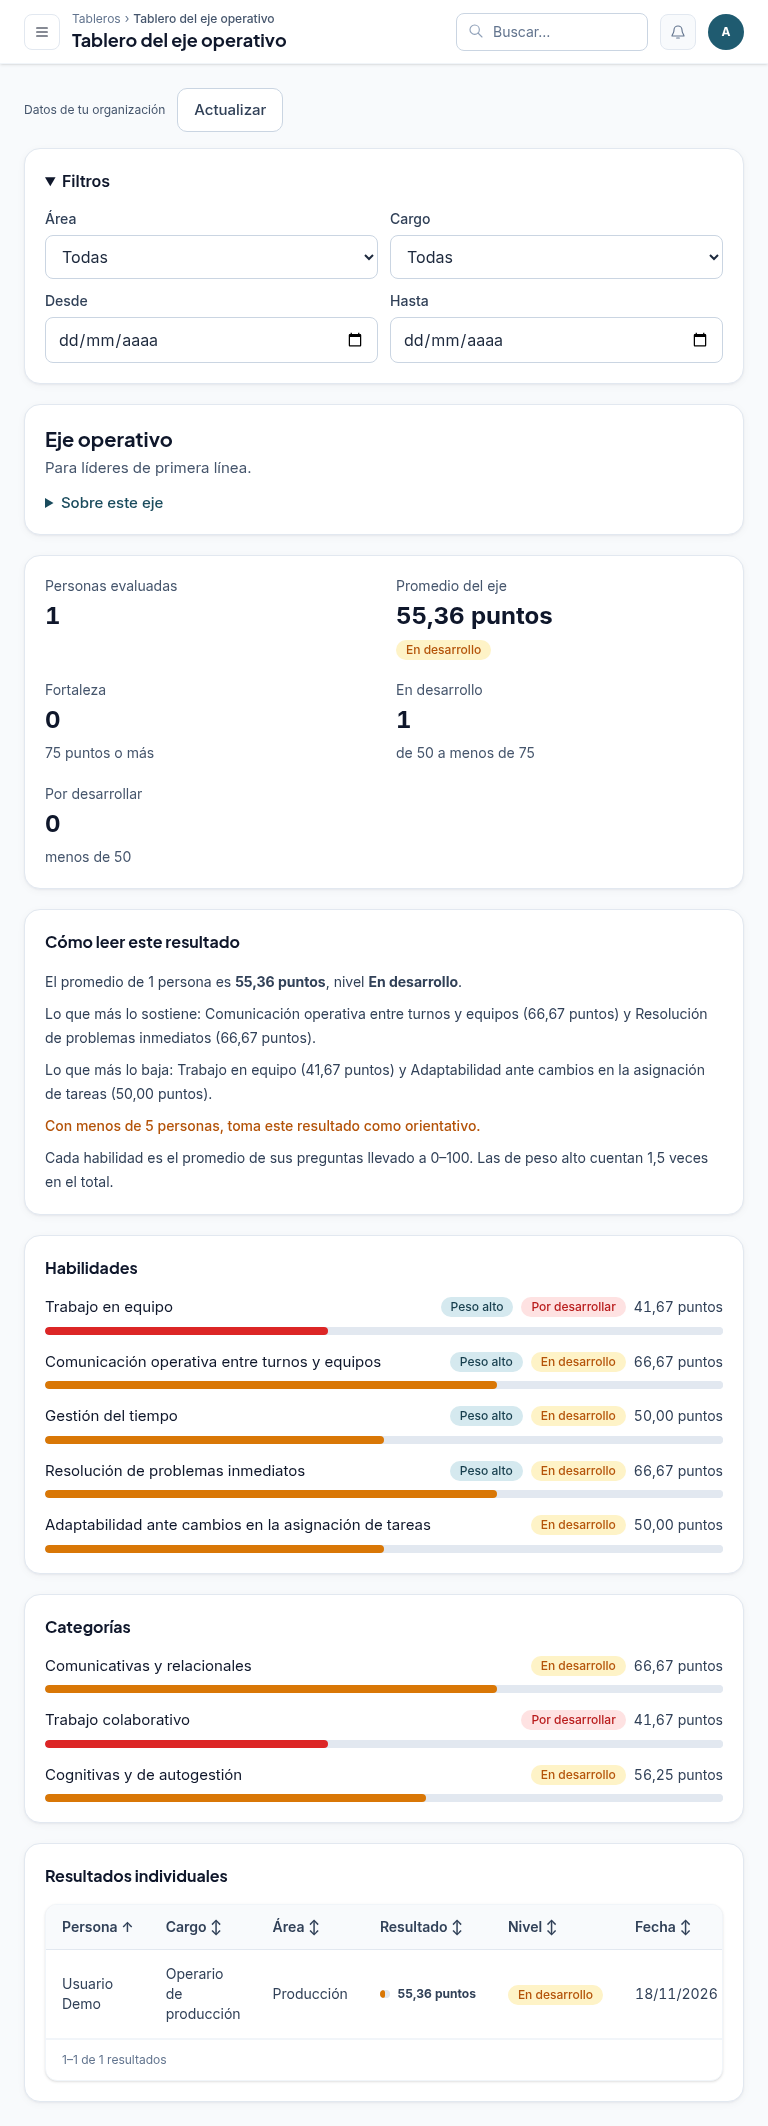 Tableros › Tablero del eje operativo
Tablero del eje operativo
Buscar...
A
Datos de tu organización
Actualizar
▼ Filtros
Área
Cargo
Todas
Todas
Desde
Hasta
dd/mm/aaaa
dd/mm/aaaa
Eje operativo
Para líderes de primera línea.
▶ Sobre este eje
Personas evaluadas
1
Promedio del eje
55,36 puntos
En desarrollo
Fortaleza
0
75 puntos o más
En desarrollo
1
de 50 a menos de 75
Por desarrollar
0
menos de 50
Cómo leer este resultado
El promedio de 1 persona es 55,36 puntos, nivel En desarrollo.
Lo que más lo sostiene: Comunicación operativa entre turnos y equipos (66,67 puntos) y Resolución
de problemas inmediatos (66,67 puntos).
Lo que más lo baja: Trabajo en equipo (41,67 puntos) y Adaptabilidad ante cambios en la asignación
de tareas (50,00 puntos).
Con menos de 5 personas, toma este resultado como orientativo.
Cada habilidad es el promedio de sus preguntas llevado a 0–100. Las de peso alto cuentan 1,5 veces
en el total.
Habilidades
Trabajo en equipo Peso alto Por desarrollar 41,67 puntos
Comunicación operativa entre turnos y equipos Peso alto En desarrollo 66,67 puntos
Gestión del tiempo Peso alto En desarrollo 50,00 puntos
Resolución de problemas inmediatos Peso alto En desarrollo 66,67 puntos
Adaptabilidad ante cambios en la asignación de tareas En desarrollo 50,00 puntos
Categorías
Comunicativas y relacionales En desarrollo 66,67 puntos
Trabajo colaborativo Por desarrollar 41,67 puntos
Cognitivas y de autogestión En desarrollo 56,25 puntos
Resultados individuales
Persona ↑ Cargo ↕ Área ↕ Resultado ↕ Nivel ↕ Fecha ↕
Usuario
Demo
Operario
de
producción
Producción
55,36 puntos
En desarrollo
18/11/2026
1–1 de 1 resultados